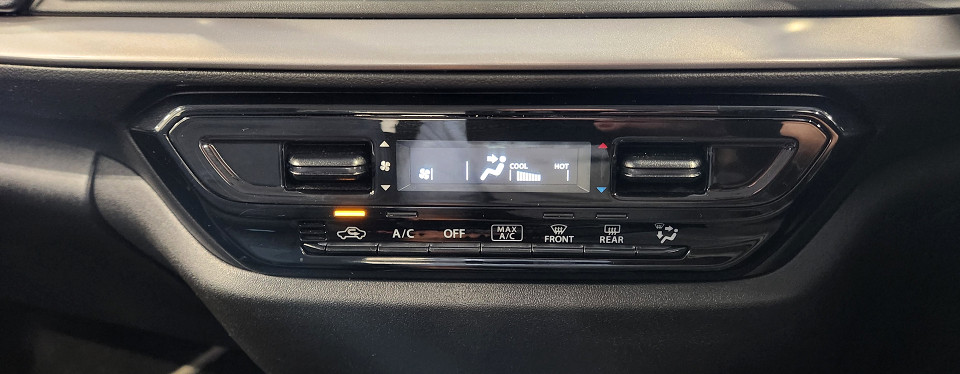 COOL HOT
A/C OFF MAX A/C FRONT REAR